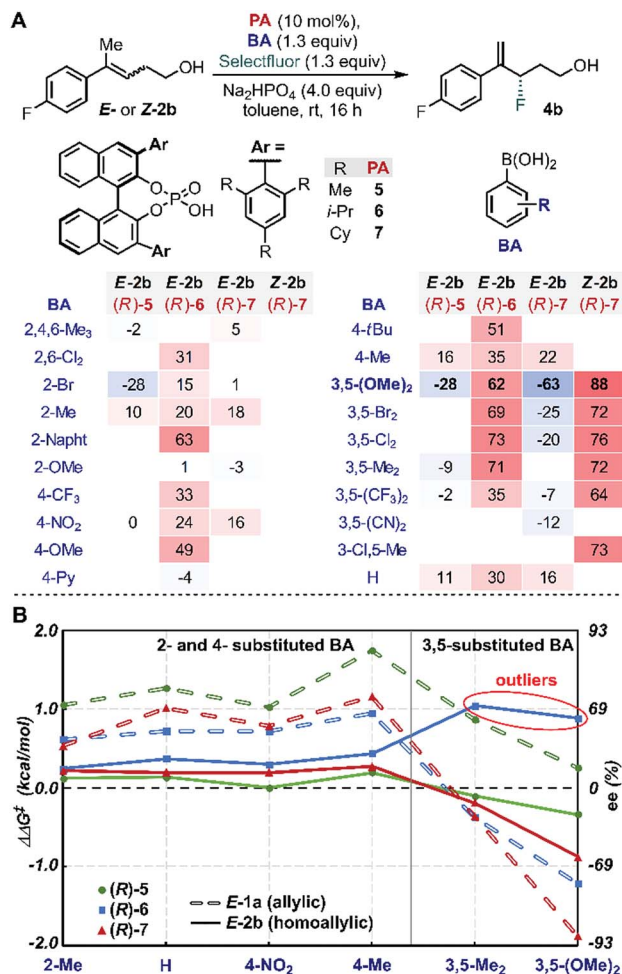 A
PA (10 mol%),
BA (1.3 equiv)
Selectfluor (1.3 equiv)
Na2HPO4 (4.0 equiv)
toluene, rt, 16 h
Me
OH
F
E- or Z-2b
OH
F
F
4b
Ar
O
O
P
O
OH
Ar
Ar =
R
R
R
R PA
Me 5
i-Pr 6
Cy 7
B(OH)2
R
BA
E-2b E-2b E-2b Z-2b
BA (R)-5 (R)-6 (R)-7 (R)-7
2,4,6-Me3 -2 5
2,6-Cl2 31
2-Br -28 15 1
2-Me 10 20 18
2-Napht 63
2-OMe 1 -3
4-CF3 33
4-NO2 0 24 16
4-OMe 49
4-Py -4
E-2b E-2b E-2b Z-2b
BA (R)-5 (R)-6 (R)-7 (R)-7
4-tBu 51
4-Me 16 35 22
3,5-(OMe)2 -28 62 -63 88
3,5-Br2 69 -25 72
3,5-Cl2 73 -20 76
3,5-Me2 -9 71 72
3,5-(CF3)2 -2 35 -7 64
3,5-(CN)2 -12
3-Cl,5-Me 73
H 11 30 16
B
2.0
1.0
0.0
-1.0
-2.0
ΔΔG‡ (kcal/mol)
2- and 4- substituted BA
3,5-substituted BA
outliers
93
69
0
-69
-93
ee (%)
(R)-5
(R)-6
(R)-7
E-1a (allylic)
E-2b (homoallylic)
2-Me H 4-NO2 4-Me 3,5-Me2 3,5-(OMe)2